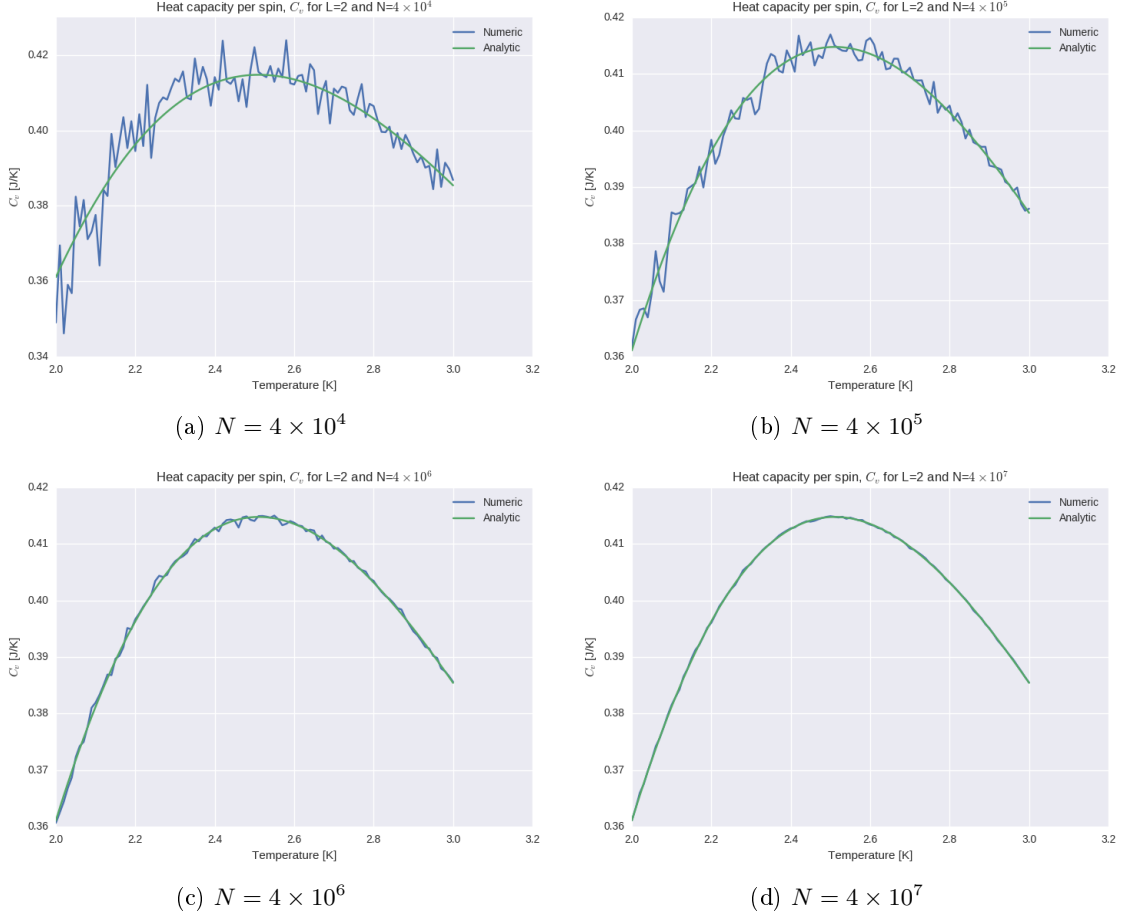 Heat capacity per spin, C_v for L=2 and N=4 × 10⁴
Numeric
Analytic
0.42
0.40
0.38
0.36
0.34
C_v [J/K]
2.0 2.2 2.4 2.6 2.8 3.0 3.2
Temperature [K]
(a) N = 4 × 10⁴
Heat capacity per spin, C_v for L=2 and N=4 × 10⁵
Numeric
Analytic
0.42
0.41
0.40
0.39
0.38
0.37
0.36
C_v [J/K]
2.0 2.2 2.4 2.6 2.8 3.0 3.2
Temperature [K]
(b) N = 4 × 10⁵
Heat capacity per spin, C_v for L=2 and N=4 × 10⁶
Numeric
Analytic
0.42
0.41
0.40
0.39
0.38
0.37
0.36
C_v [J/K]
2.0 2.2 2.4 2.6 2.8 3.0 3.2
Temperature [K]
(c) N = 4 × 10⁶
Heat capacity per spin, C_v for L=2 and N=4 × 10⁷
Numeric
Analytic
0.42
0.41
0.40
0.39
0.38
0.37
0.36
C_v [J/K]
2.0 2.2 2.4 2.6 2.8 3.0 3.2
Temperature [K]
(d) N = 4 × 10⁷